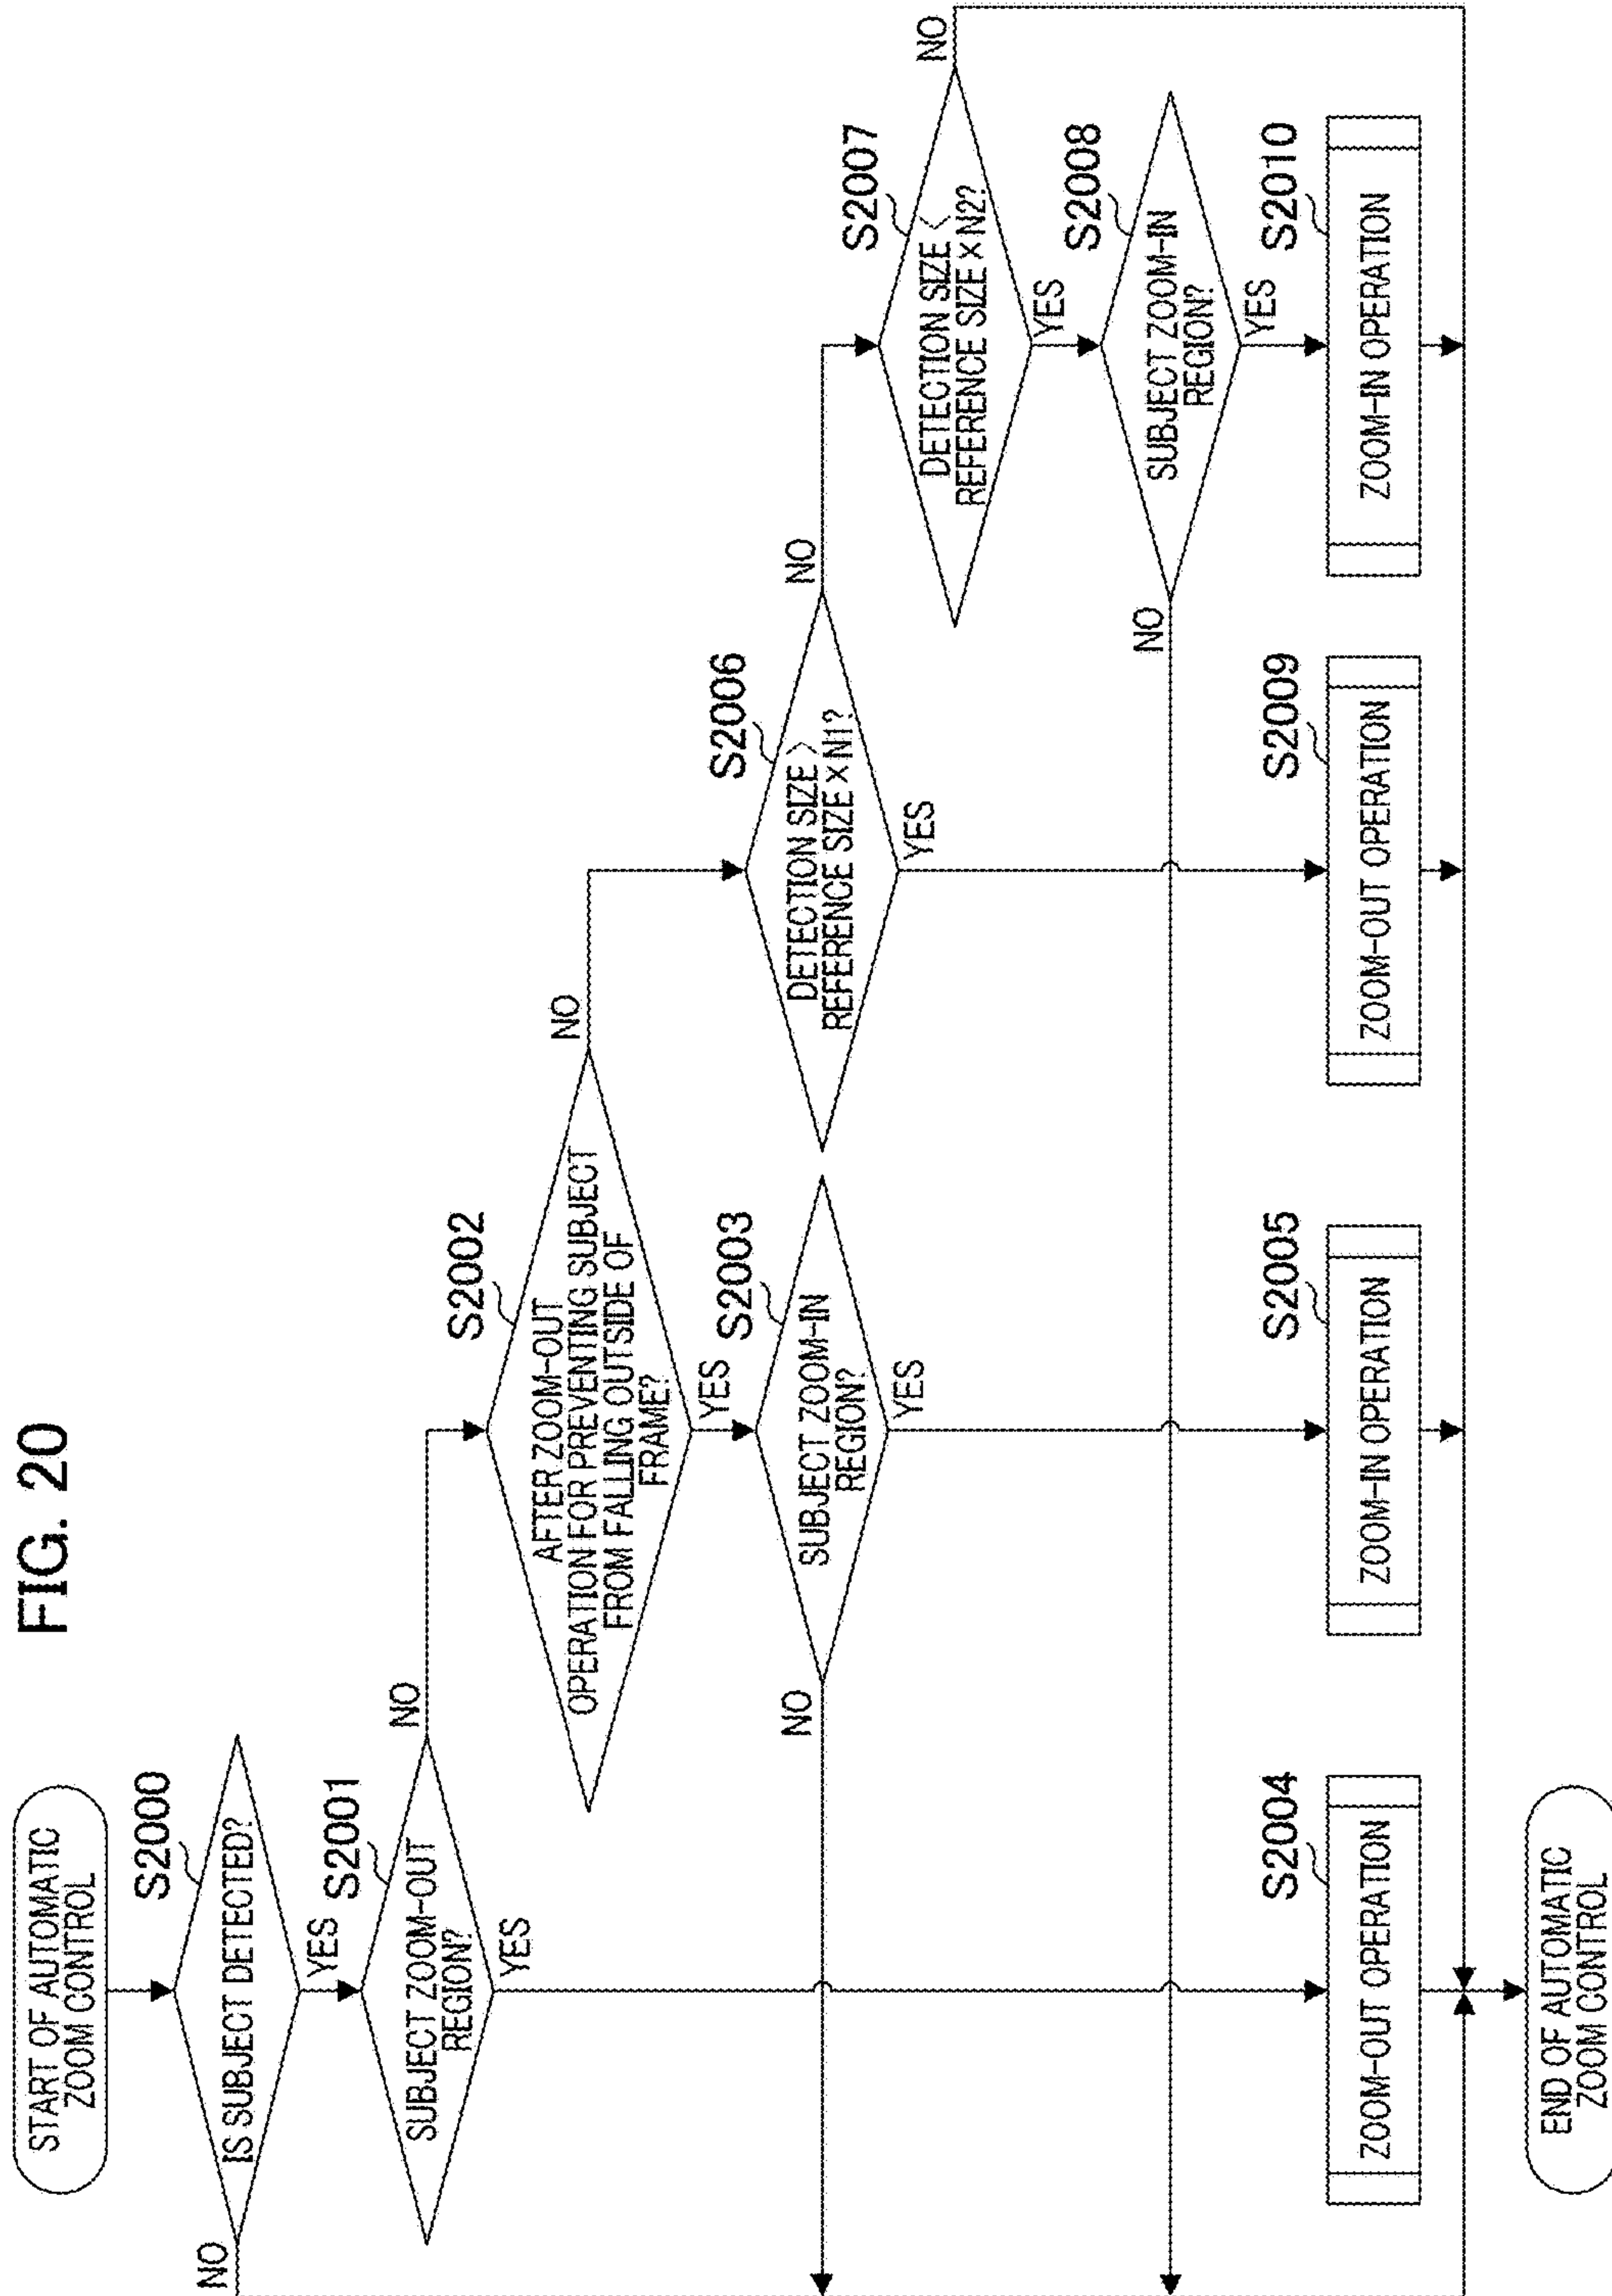 FIG. 20
START OF AUTOMATIC
ZOOM CONTROL
S2000
IS SUBJECT DETECTED?
NO
YES
S2001
SUBJECT ZOOM-OUT
REGION?
NO
YES
S2002
AFTER ZOOM-OUT
OPERATION FOR PREVENTING SUBJECT
FROM FALLING OUTSIDE OF
FRAME?
NO
YES
S2003
SUBJECT ZOOM-IN
REGION?
NO
YES
S2006
DETECTION SIZE >
REFERENCE SIZE × N1?
NO
YES
S2007
DETECTION SIZE <
REFERENCE SIZE × N2?
NO
YES
S2008
SUBJECT ZOOM-IN
REGION?
NO
YES
S2004
ZOOM-OUT OPERATION
S2005
ZOOM-IN OPERATION
S2009
ZOOM-OUT OPERATION
S2010
ZOOM-IN OPERATION
END OF AUTOMATIC
ZOOM CONTROL